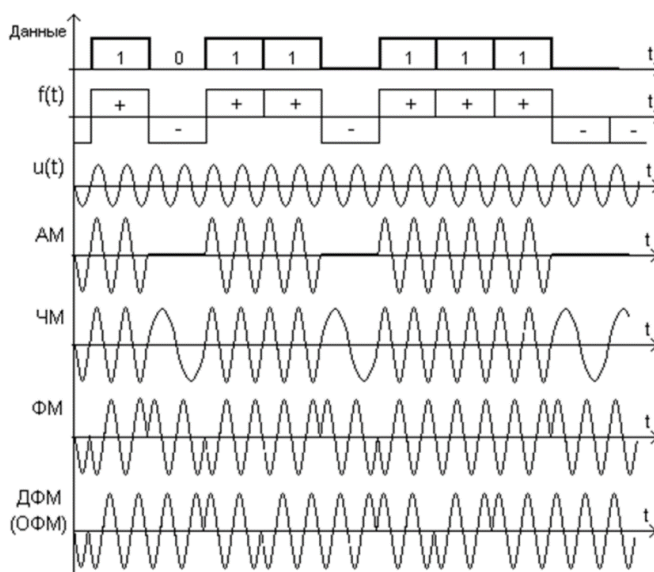 Данные 1 0 1 1 1 1 1 t
f(t) + - + + - + + + - - t
u(t) t
АМ t
ЧМ t
ФМ t
ДФМ
(ОФМ) t